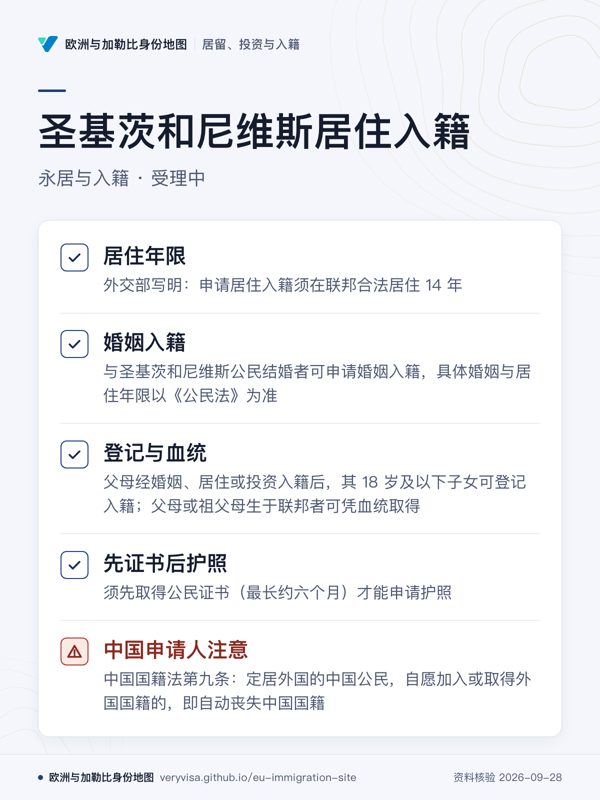 欧洲与加勒比身份地图 居留、投资与入籍
圣基茨和尼维斯居住入籍
永居与入籍 · 受理中
居住年限
外交部写明：申请居住入籍须在联邦合法居住 14 年
婚姻入籍
与圣基茨和尼维斯公民结婚者可申请婚姻入籍，具体婚姻与居
住年限以《公民法》为准
登记与血统
父母经婚姻、居住或投资入籍后，其 18 岁及以下子女可登记
入籍；父母或祖父母生于联邦者可凭血统取得
先证书后护照
须先取得公民证书（最长约六个月）才能申请护照
中国申请人注意
中国国籍法第九条：定居外国的中国公民，自愿加入或取得外
国国籍的，即自动丧失中国国籍
欧洲与加勒比身份地图 veryvisa.github.io/eu-immigration-site 资料核验 2026-09-28